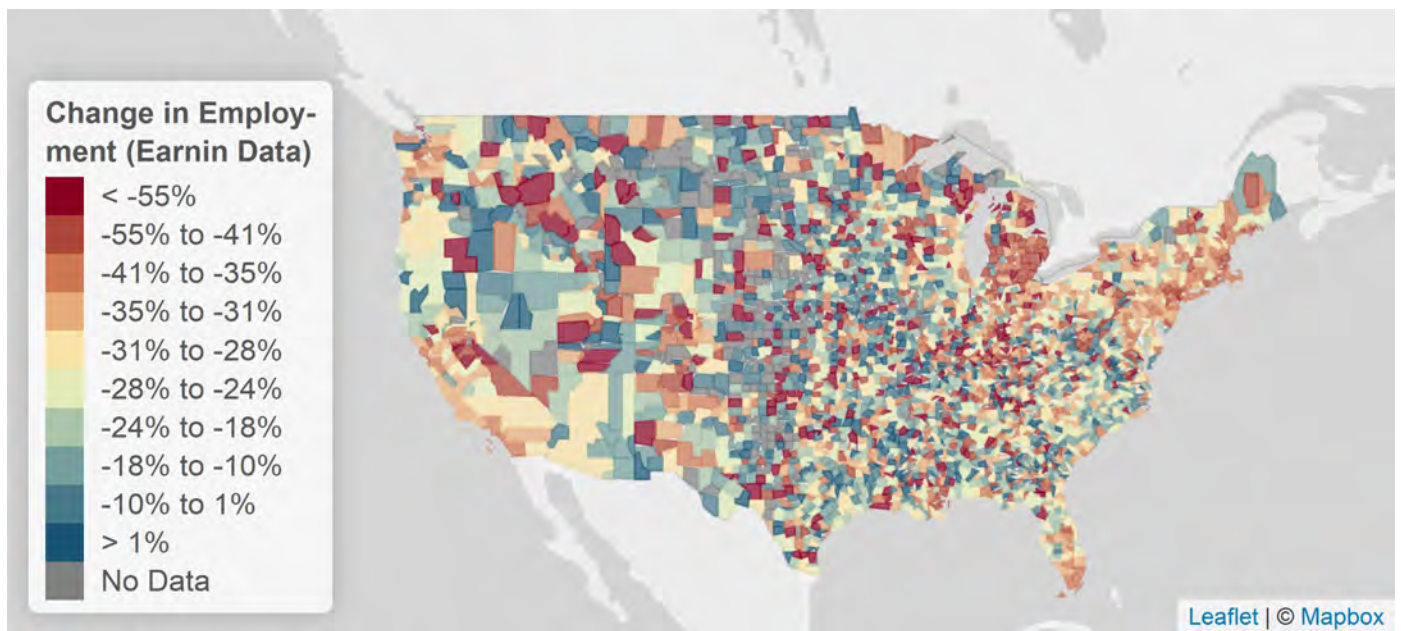 Change in Employ-
ment (Earnin Data)
< -55%
-55% to -41%
-41% to -35%
-35% to -31%
-31% to -28%
-28% to -24%
-24% to -18%
-18% to -10%
-10% to 1%
> 1%
No Data
Leaflet | © Mapbox